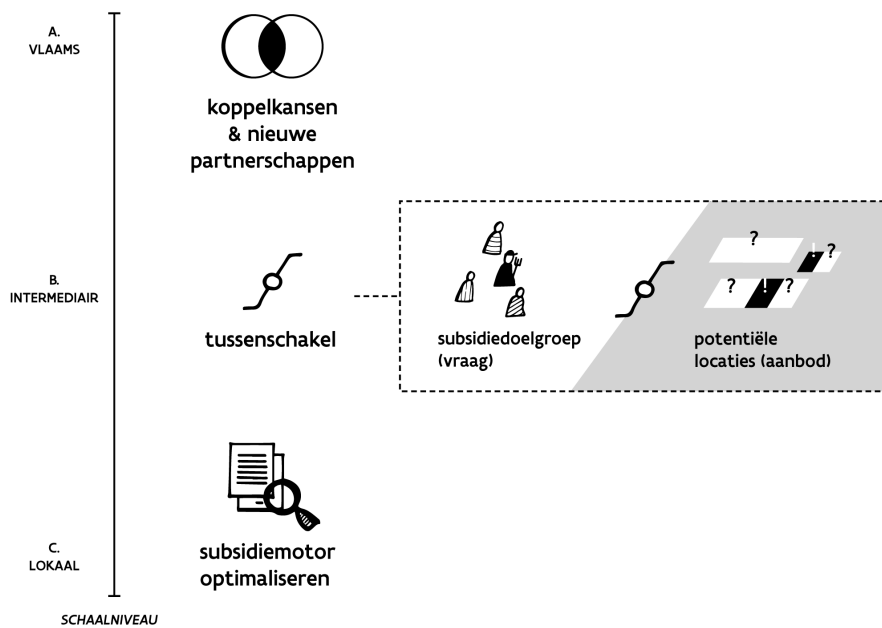 A.
VLAAMS
koppelkansen
& nieuwe
partnerschappen
B.
INTERMEDIAIR
tussenschakel
subsidiedoelgroep
(vraag)
?
!
?
?
!
?
potentiële
locaties (aanbod)
C.
LOKAAL
subsidiemotor
optimaliseren
SCHAALNIVEAU